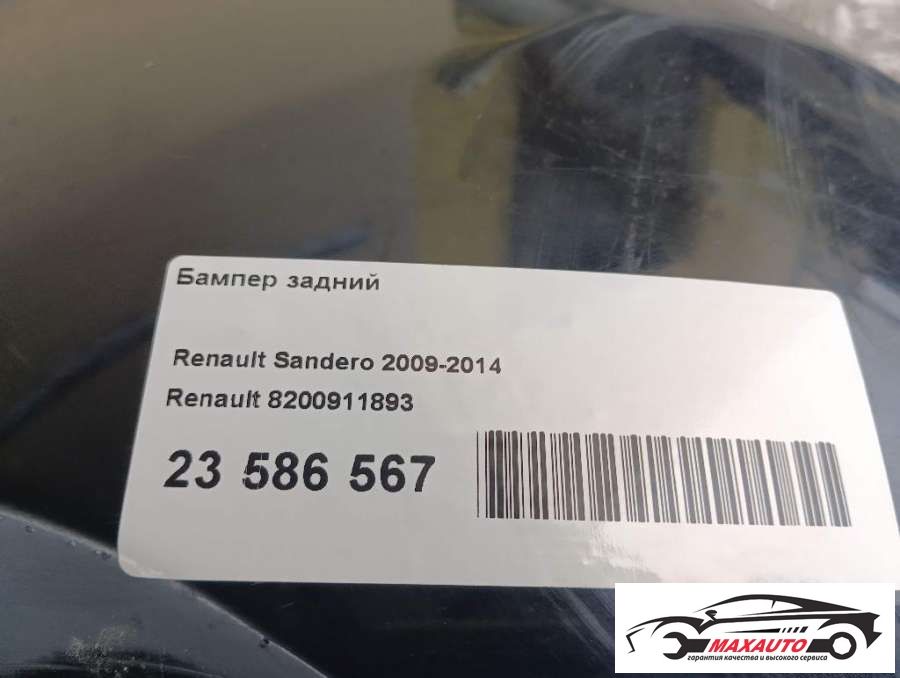 Бампер задний
Renault Sandero 2009-2014
Renault 8200911893
23 586 567
MAXAUTO
гарантия качества и высокого сервиса